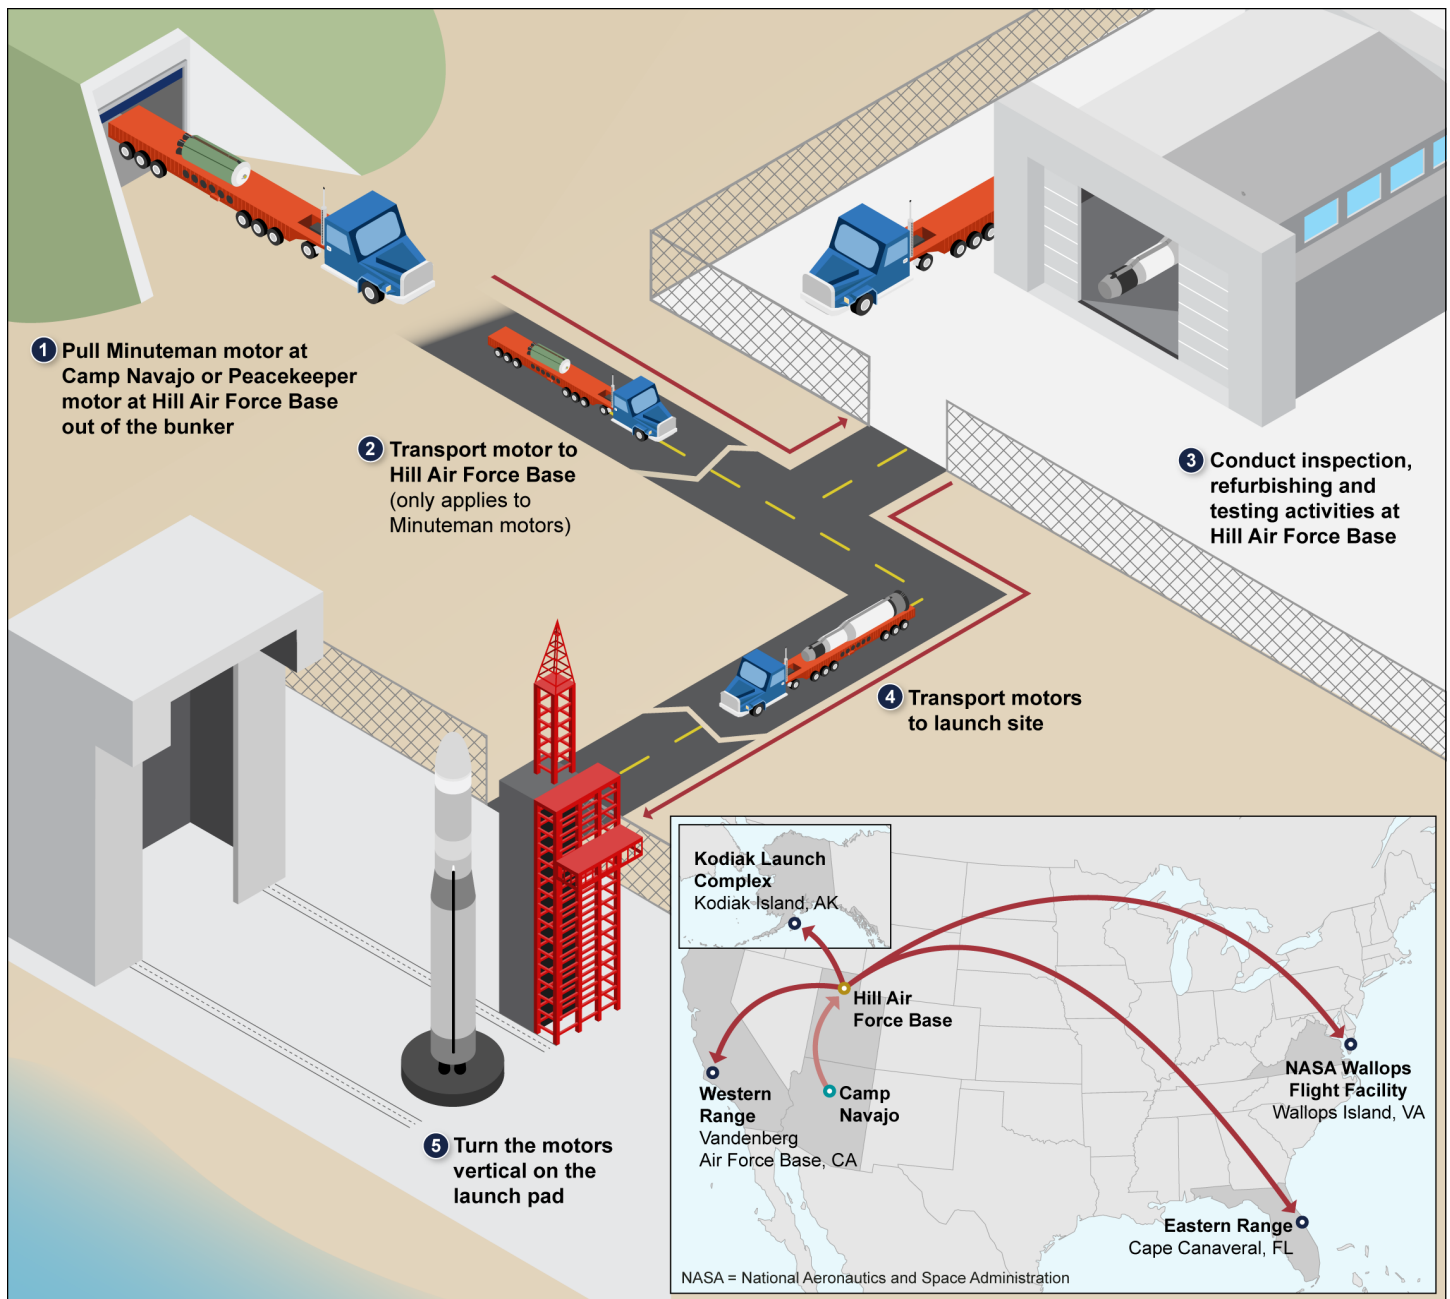 1 Pull Minuteman motor at
Camp Navajo or Peacekeeper
motor at Hill Air Force Base
out of the bunker
2 Transport motor to
Hill Air Force Base
(only applies to
Minuteman motors)
3 Conduct inspection,
refurbishing and
testing activities at
Hill Air Force Base
4 Transport motors
to launch site
5 Turn the motors
vertical on the
launch pad
Kodiak Launch
Complex
Kodiak Island, AK
Hill Air
Force Base
Western
Range
Vandenberg
Air Force Base, CA
Camp
Navajo
NASA Wallops
Flight Facility
Wallops Island, VA
Eastern Range
Cape Canaveral, FL
NASA = National Aeronautics and Space Administration